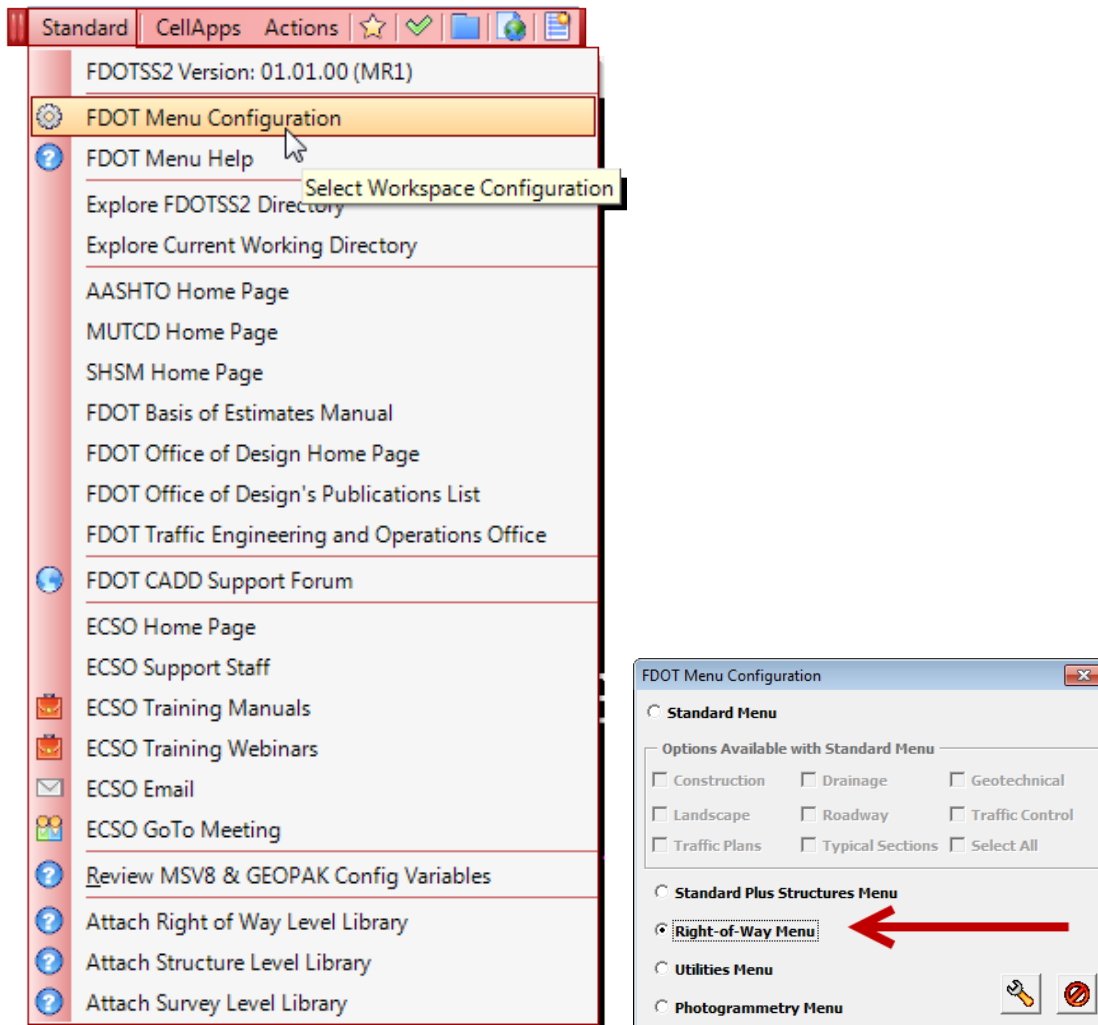 Standard CellApps Actions
FDOTSS2 Version: 01.01.00 (MR1)
FDOT Menu Configuration
FDOT Menu Help
Select Workspace Configuration
Explore FDOTSS2 Directory
Explore Current Working Directory
AASHTO Home Page
MUTCD Home Page
SHSM Home Page
FDOT Basis of Estimates Manual
FDOT Office of Design Home Page
FDOT Office of Design's Publications List
FDOT Traffic Engineering and Operations Office
FDOT CADD Support Forum
ECSO Home Page
ECSO Support Staff
ECSO Training Manuals
ECSO Training Webinars
ECSO Email
ECSO GoTo Meeting
Review MSV8 & GEOPAK Config Variables
Attach Right of Way Level Library
Attach Structure Level Library
Attach Survey Level Library
FDOT Menu Configuration
Standard Menu
Options Available with Standard Menu
Construction Drainage Geotechnical
Landscape Roadway Traffic Control
Traffic Plans Typical Sections Select All
Standard Plus Structures Menu
Right-of-Way Menu
Utilities Menu
Photogrammetry Menu